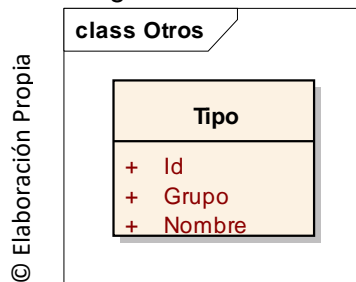 class Otros
Tipo
+ Id
+ Grupo
+ Nombre
© Elaboración Propia